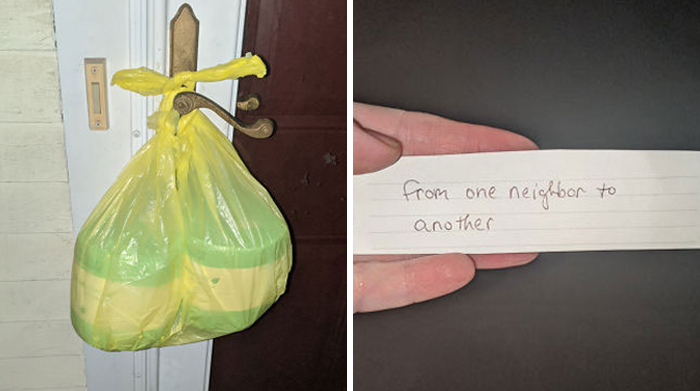 from one neighbor to
another